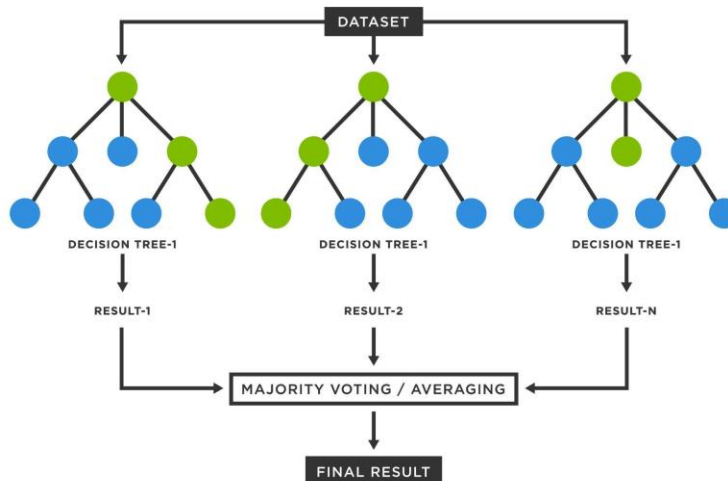 DATASET
DECISION TREE-1
DECISION TREE-1
DECISION TREE-1
RESULT-1
RESULT-2
RESULT-N
MAJORITY VOTING / AVERAGING
FINAL RESULT